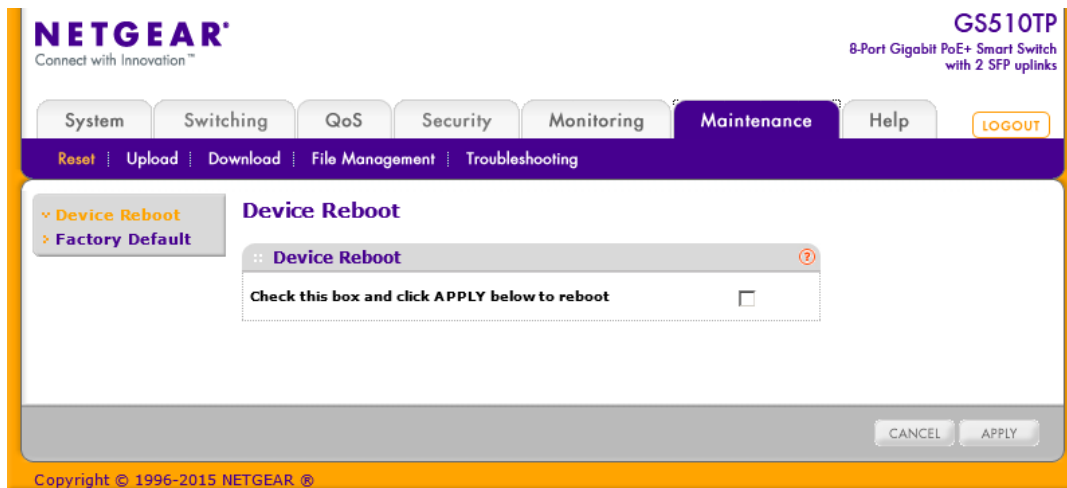 NETGEAR®
Connect with Innovation™
GS510TP
8-Port Gigabit PoE+ Smart Switch
with 2 SFP uplinks
System Switching QoS Security Monitoring Maintenance Help LOGOUT
Reset Upload Download File Management Troubleshooting
Device Reboot
Factory Default
Device Reboot
Device Reboot ?
Check this box and click APPLY below to reboot
CANCEL APPLY
Copyright © 1996-2015 NETGEAR ®